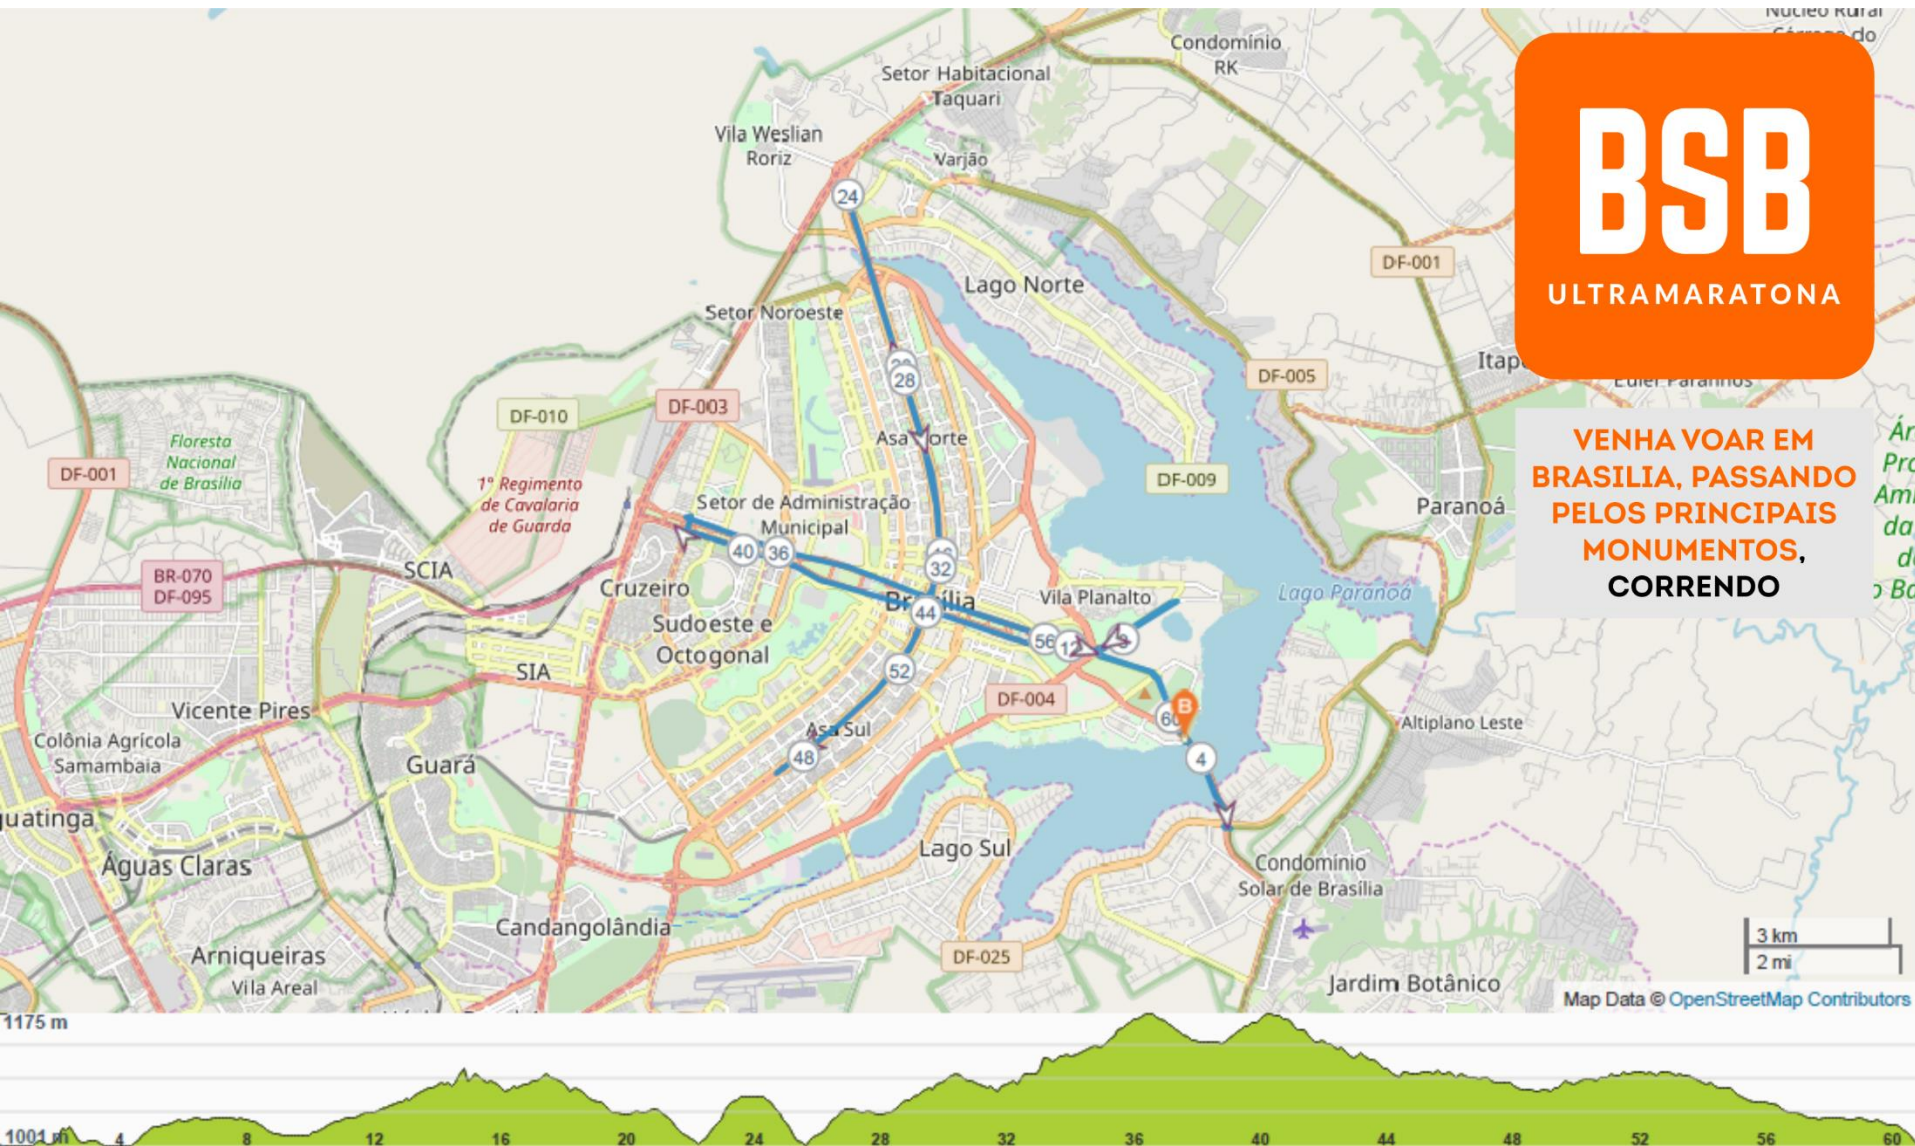 Núcleo Rural
Córrego do
Condomínio
RK
Setor Habitacional
Taquari
Vila Weslian
Roriz
Varjão
BSB
ULTRAMARATONA
24
DF-001
Lago Norte
Setor Noroeste
DF-005
28
DF-010
DF-003
Asa Norte
VENHA VOAR EM
BRASILIA, PASSANDO
PELOS PRINCIPAIS
MONUMENTOS,
CORRENDO
Floresta
Nacional
de Brasília
DF-001
1º Regimento
de Cavalaria
de Guarda
DF-009
Setor de Administração
Municipal
Paranoá
40
36
32
SCIA
BR-070
DF-095
Cruzeiro
Brasília
44
Vila Planalto
Lago Paranoá
Sudoeste e
Octogonal
56
12
SIA
52
DF-004
Vicente Pires
60
B
Altiplano Leste
Asa Sul
Colônia Agrícola
Samambaia
Guará
48
4
Águas Claras
Lago Sul
Condomínio
Solar de Brasília
Candangolândia
Arniqueiras
DF-025
Vila Areal
Jardim Botânico
3 km
2 mi
Map Data © OpenStreetMap Contributors
1175 m
1001 m
4 8 12 16 20 24 28 32 36 40 44 48 52 56 60